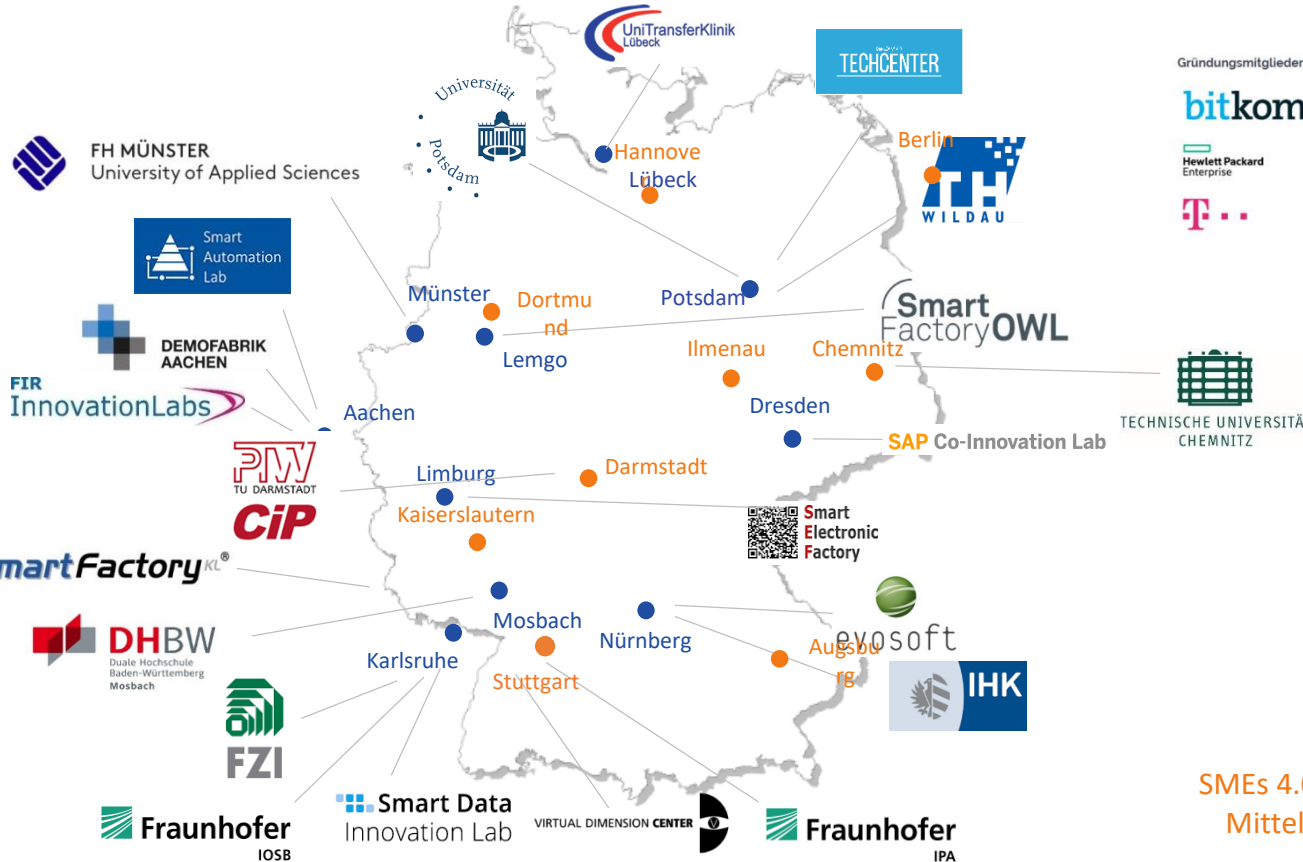 UniTransferKlinik
Lübeck
TECHCENTER
Gründungsmitglieder
bitkom
Hewlett Packard
Enterprise
Universität
Potsdam
FH MÜNSTER
University of Applied Sciences
Hannove
r
Lübeck
Berlin
TH
WILDAU
Smart
Automation
Lab
Münster
Dortmu
nd
Lemgo
Potsdam
Smart
FactoryOWL
DEMOFABRIK
AACHEN
FIR
InnovationLabs
Aachen
Ilmenau
Chemnitz
Dresden
TECHNISCHE UNIVERSITÄ
CHEMNITZ
SAP Co-Innovation Lab
PTW
TU DARMSTADT
CiP
Limburg
Darmstadt
Kaiserslautern
Smart
Electronic
Factory
martFactory KL®
DHBW
Duale Hochschule
Baden-Württemberg
Mosbach
Mosbach
Karlsruhe
Stuttgart
Nürnberg
evosoft
Augsbu
rg
IHK
FZI
Fraunhofer
IOSB
Smart Data
Innovation Lab
VIRTUAL DIMENSION CENTER
V
Fraunhofer
IPA
SMEs 4.0
Mittel
T